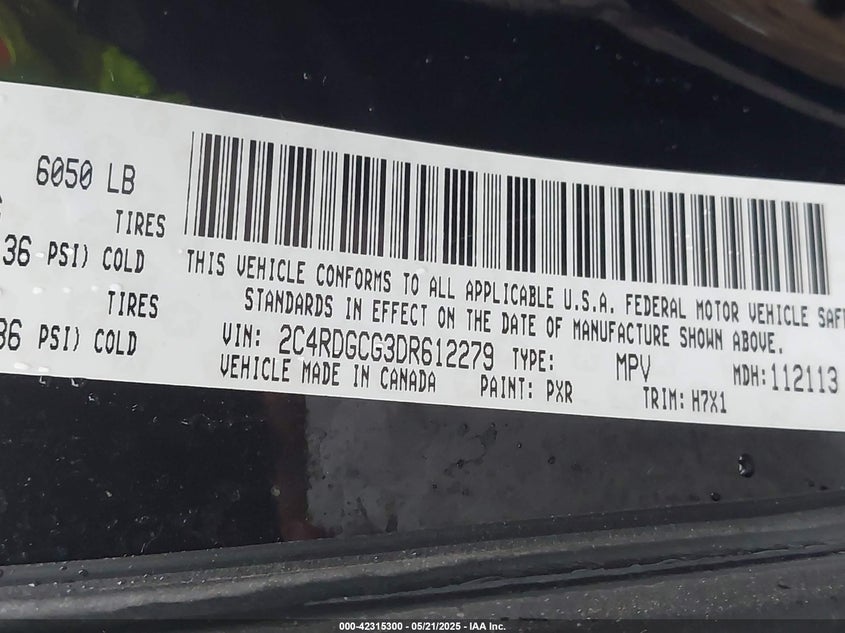 6050 LB
TIRES
36 PSI) COLD
TIRES
36 PSI) COLD
THIS VEHICLE CONFORMS TO ALL APPLICABLE U.S.A. FEDERAL MOTOR VEHICLE SAF
STANDARDS IN EFFECT ON THE DATE OF MANUFACTURE SHOWN ABOVE.
VIN: 2C4RDGCG3DR612279 TYPE: MPV MDH:112113
VEHICLE MADE IN CANADA PAINT: PXR TRIM: H7X1
000-42315300 - 05/21/2025 - IAA Inc.